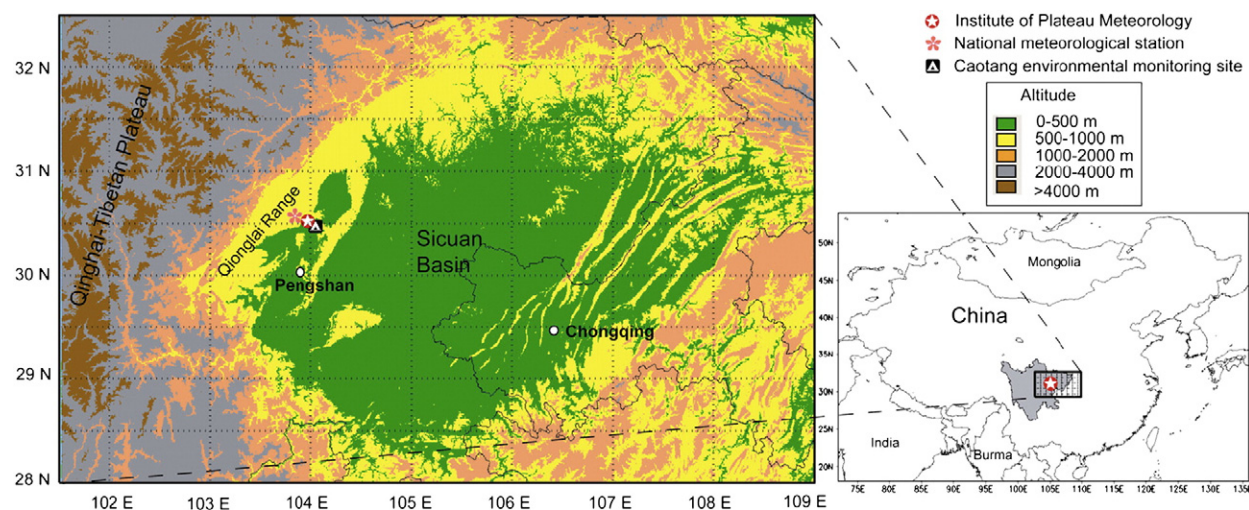 32 N
31 N
30 N
29 N
28 N
102 E
103 E
104 E
105 E
106 E
107 E
108 E
109 E
Qinghai-Tibetan Plateau
Qionglai Range
Pengshan
Sicuan
Basin
Chongqing
Institute of Plateau Meteorology
National meteorological station
Caotang environmental monitoring site
Altitude
0-500 m
500-1000 m
1000-2000 m
2000-4000 m
>4000 m
50N
45N
40N
35N
30N
25N
20N
Mongolia
China
India
Burma
75E
80E
85E
90E
95E
100E
105E
110E
115E
120E
125E
130E
135E